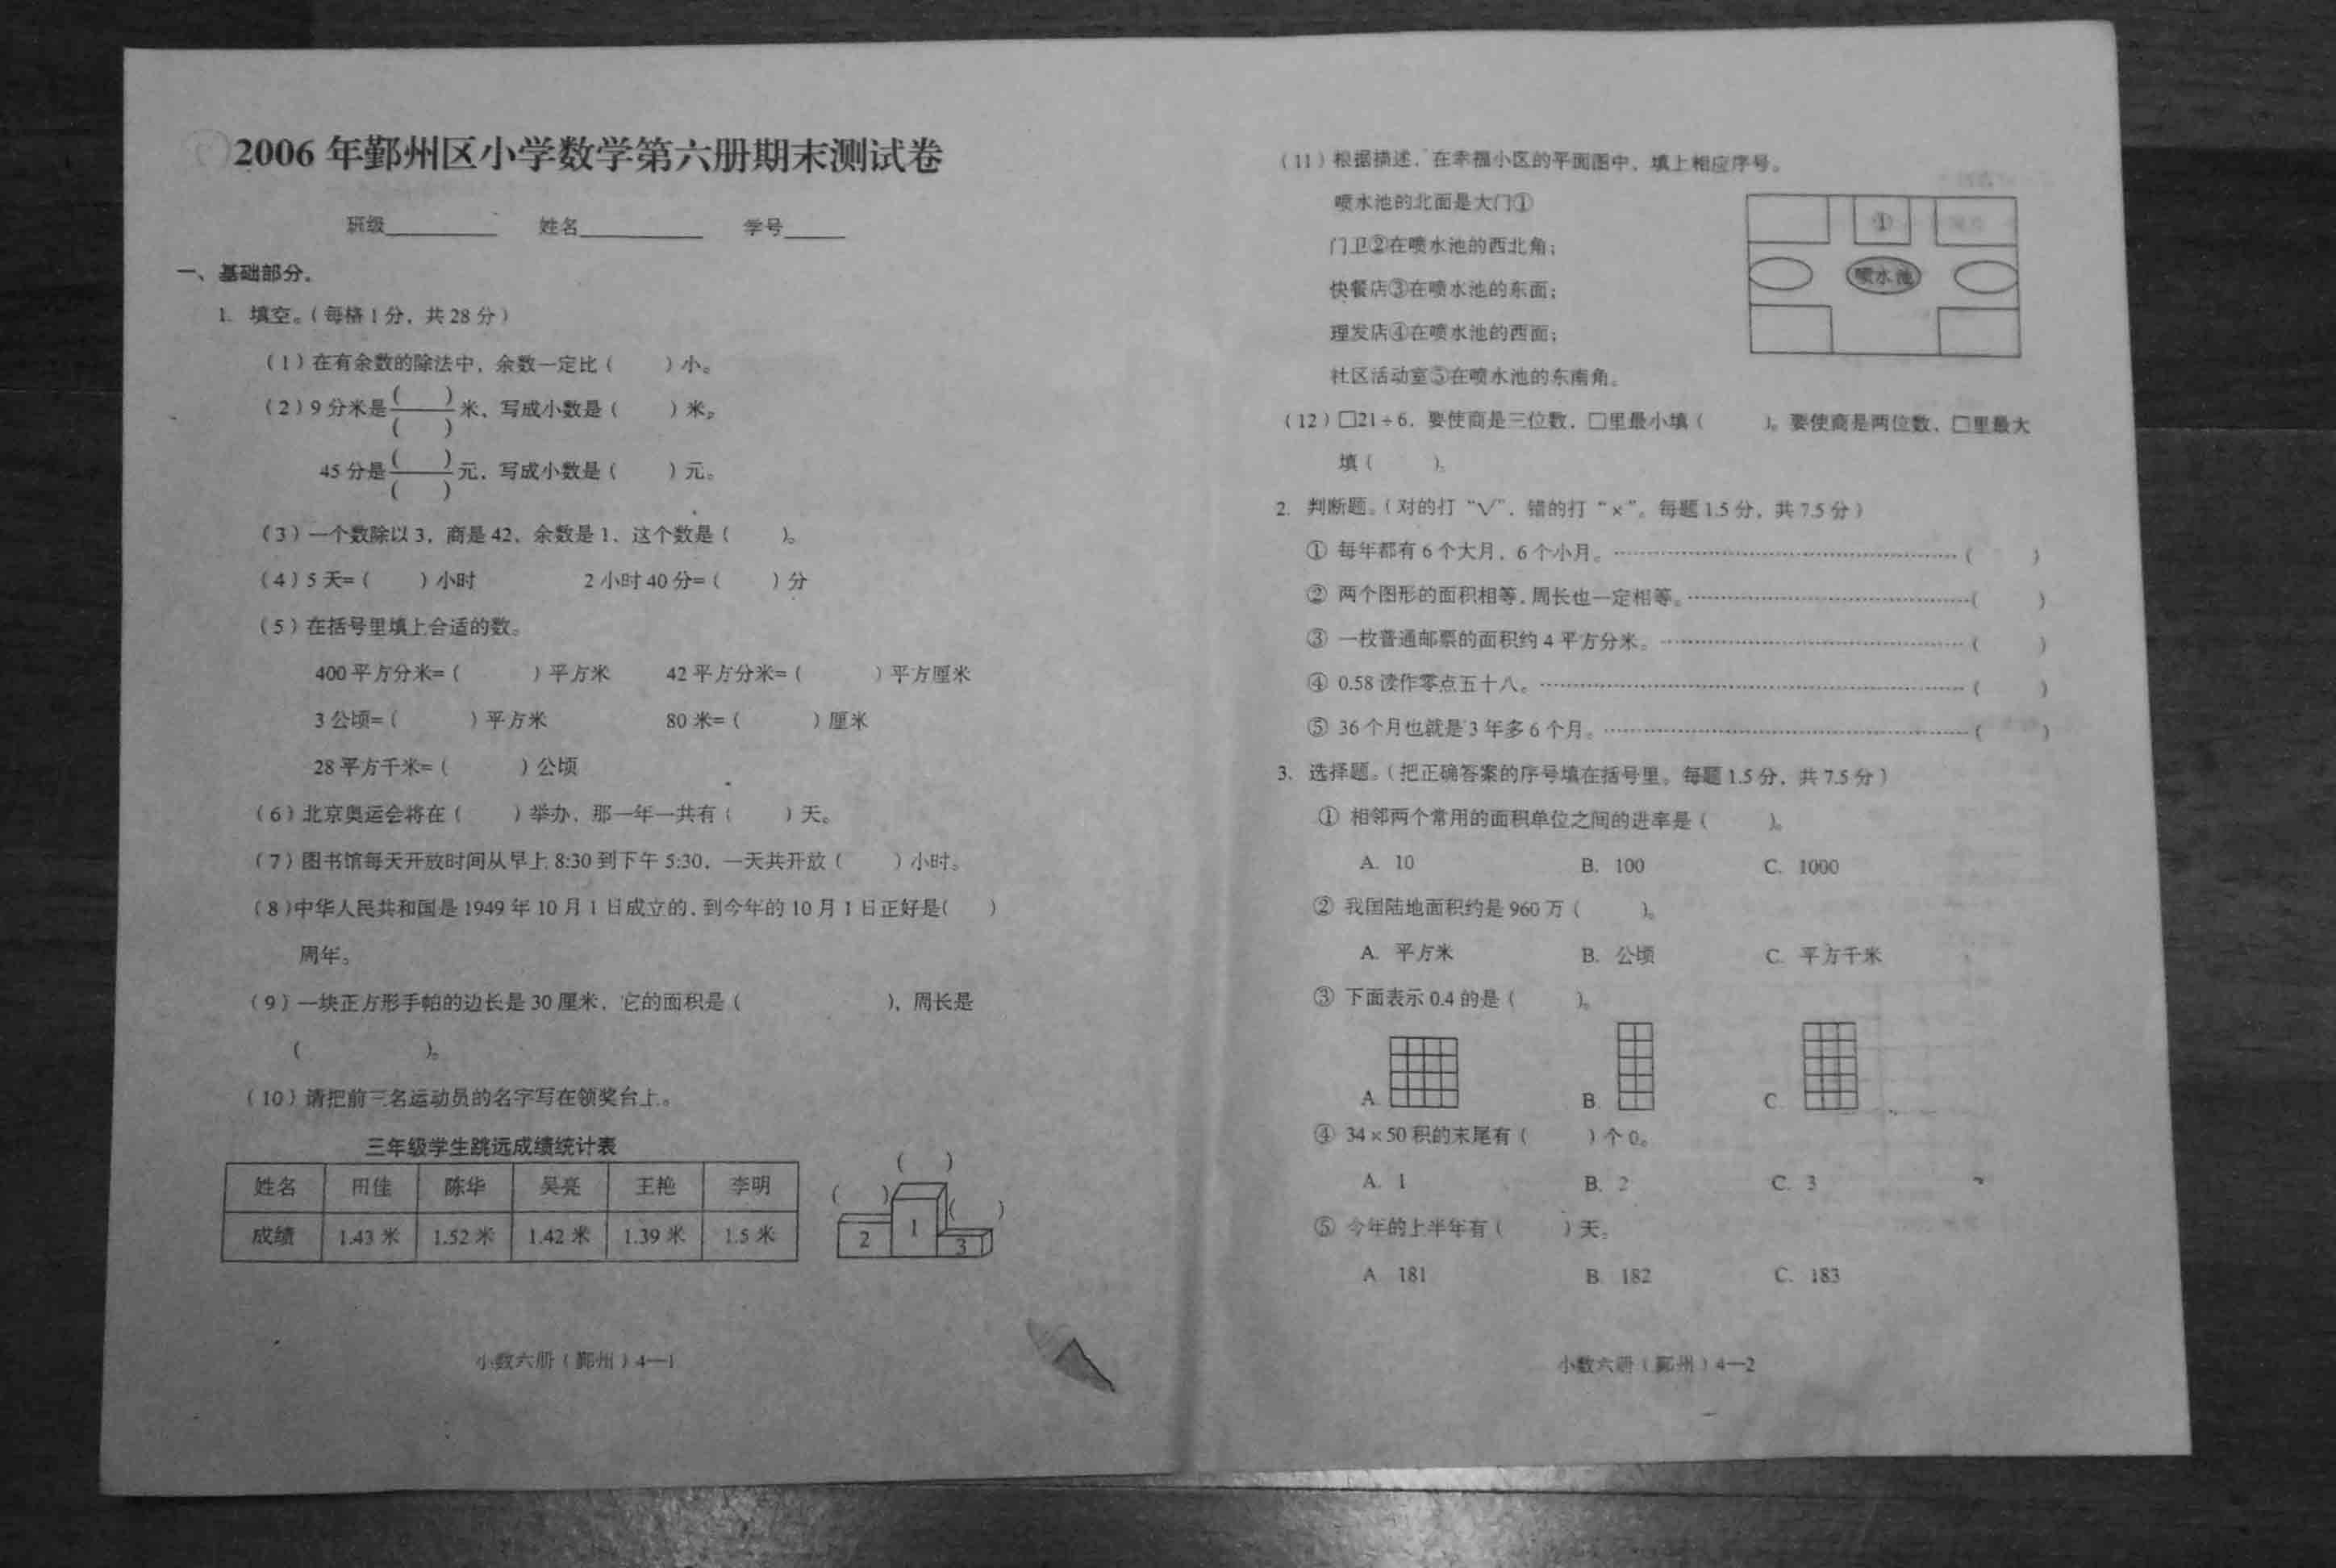 2006年鄞州区小学数学第六册期末测试卷
班级 姓名 学号
一、基础部分。
1. 填空。(每格1分,共28分)
(1)在有余数的除法中,余数一定比( )小。
(2)9分米是( )/( )米,写成小数是( )米。
45分是( )/( )元,写成小数是( )元。
(3)一个数除以3,商是42,余数是1,这个数是( )。
(4)5天=( )小时 2小时40分=( )分
(5)在括号里填上合适的数。
400平方分米=( )平方米 42平方分米=( )平方厘米
3公顷=( )平方米 80米=( )厘米
28平方千米=( )公顷
(6)北京奥运会将在( )举办,那一年一共有( )天。
(7)图书馆每天开放时间从早上8:30到下午5:30,一天共开放( )小时。
(8)中华人民共和国是1949年10月1日成立的,到今年的10月1日正好是( )
周年。
(9)一块正方形手帕的边长是30厘米,它的面积是( ),周长是
( )。
(10)请把前三名运动员的名字写在领奖台上。
三年级学生跳远成绩统计表
姓名 田佳 陈华 吴亮 王艳 李明
成绩 1.43米 1.52米 1.42米 1.39米 1.5米
( )
( ) ( )
2 1 3
小数六册(鄞州)4—1
(11)根据描述,在幸福小区的平面图中,填上相应序号。
喷水池的北面是大门①
门卫②在喷水池的西北角;
快餐店③在喷水池的东面;
理发店④在喷水池的西面;
社区活动室⑤在喷水池的东南角。
①
喷水池
(12)□21÷6,要使商是三位数,□里最小填( )。要使商是两位数,□里最大
填( )。
2. 判断题。(对的打“√”,错的打“×”。每题1.5分,共7.5分)
① 每年都有6个大月,6个小月。………………( )
② 两个图形的面积相等,周长也一定相等。………………( )
③ 一枚普通邮票的面积约4平方分米。………………( )
④ 0.58读作零点五十八。………………( )
⑤ 36个月也就是3年多6个月。………………( )
3. 选择题。(把正确答案的序号填在括号里。每题1.5分,共7.5分)
① 相邻两个常用的面积单位之间的进率是( )。
A. 10 B. 100 C. 1000
② 我国陆地面积约是960万( )。
A. 平方米 B. 公顷 C. 平方千米
③ 下面表示0.4的是( )。
A. B. C.
④ 34×50积的末尾有( )个0。
A. 1 B. 2 C. 3
⑤ 今年的上半年有( )天。
A. 181 B. 182 C. 183
小数六册(鄞州)4—2